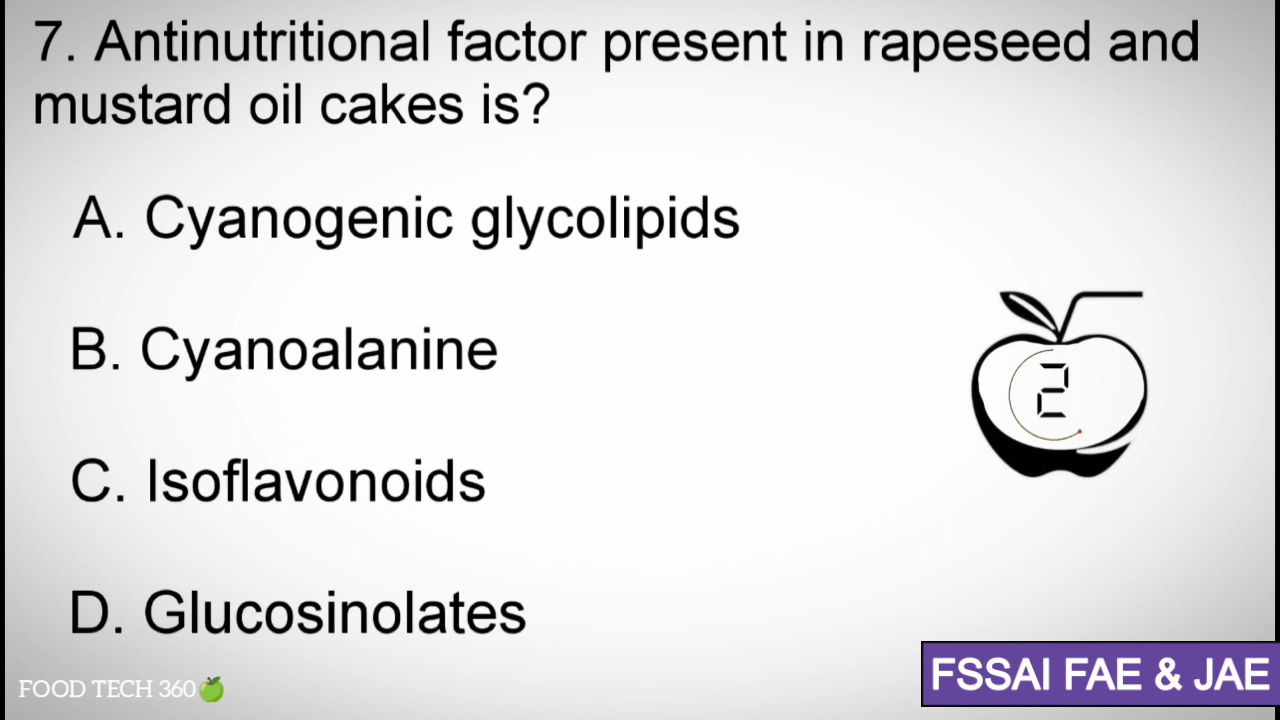 7. Antinutritional factor present in rapeseed and
mustard oil cakes is?
A. Cyanogenic glycolipids
B. Cyanoalanine
C. Isoflavonoids
D. Glucosinolates
2
FOOD TECH 360
FSSAI FAE & JAE